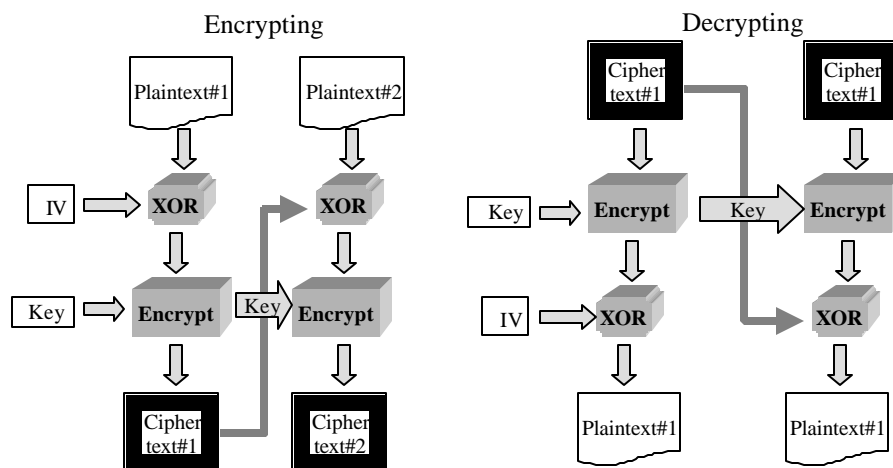 Encrypting
Plaintext#1
Plaintext#2
IV
XOR
XOR
Key
Encrypt
Key
Encrypt
Cipher
text#1
Cipher
text#2
Decrypting
Cipher
text#1
Cipher
text#1
Key
Encrypt
Key
Encrypt
IV
XOR
XOR
Plaintext#1
Plaintext#1